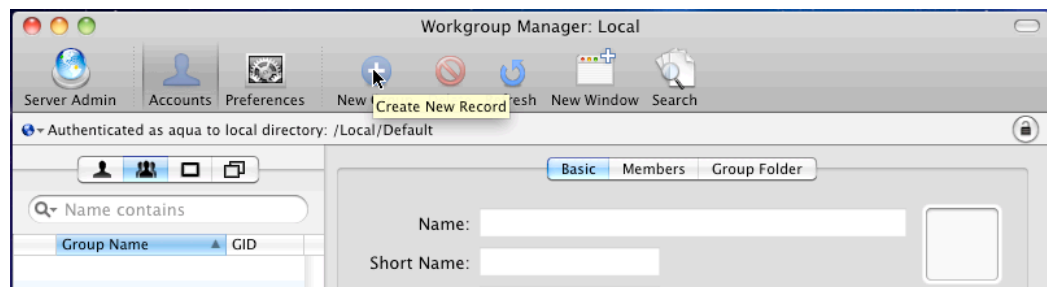 Workgroup Manager: Local
Server Admin Accounts Preferences New resh New Window Search
Create New Record
Authenticated as aqua to local directory: /Local/Default
Basic Members Group Folder
Name contains
Name:
Group Name GID
Short Name: